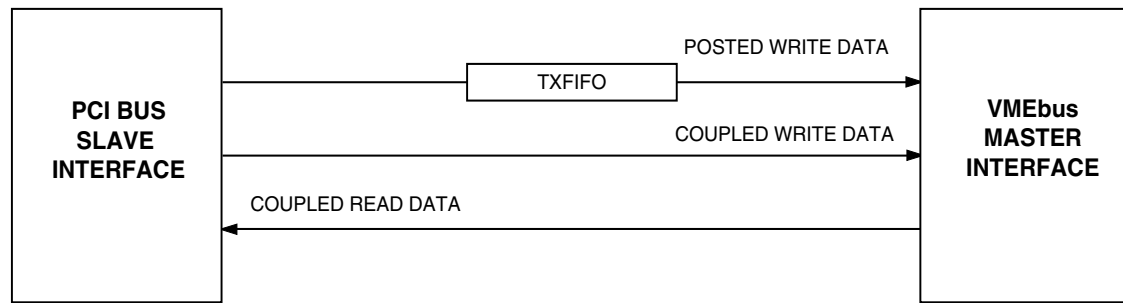 PCI BUS
SLAVE
INTERFACE
POSTED WRITE DATA
TXFIFO
COUPLED WRITE DATA
COUPLED READ DATA
VMEbus
MASTER
INTERFACE